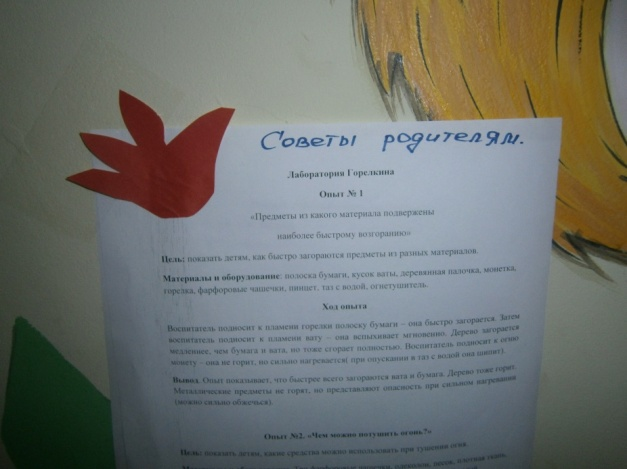 Советы родителям.
Лаборатория Горелкина
Опыт № 1
«Предметы из какого материала подвержены
наиболее быстрому возгоранию»
Цель: показать детям, как быстро загораются предметы из разных материалов.
Материалы и оборудование: полоска бумаги, кусок ваты, деревянная палочка, монетка,
горелка, фарфоровые чашечки, пинцет, таз с водой, огнетушитель.
Ход опыта
Воспитатель подносит к пламени горелки полоску бумаги – она быстро загорается. Затем
воспитатель подносит к пламени вату – она вспыхивает мгновенно. Дерево загорается
медленнее, чем бумага и вата, но тоже сгорает полностью. Воспитатель подносит к огню
монету – она не горит, но сильно нагревается( при опускании в таз с водой она шипит).
Вывод. Опыт показывает, что быстрее всего загораются вата и бумага. Дерево тоже горит.
Металлические предметы не горят, но представляют опасность при сильном нагревании
(можно сильно обжечься).
Опыт №2. «Чем можно потушить огонь?»
Цель: показать детям, какие средства можно использовать при тушении огня.